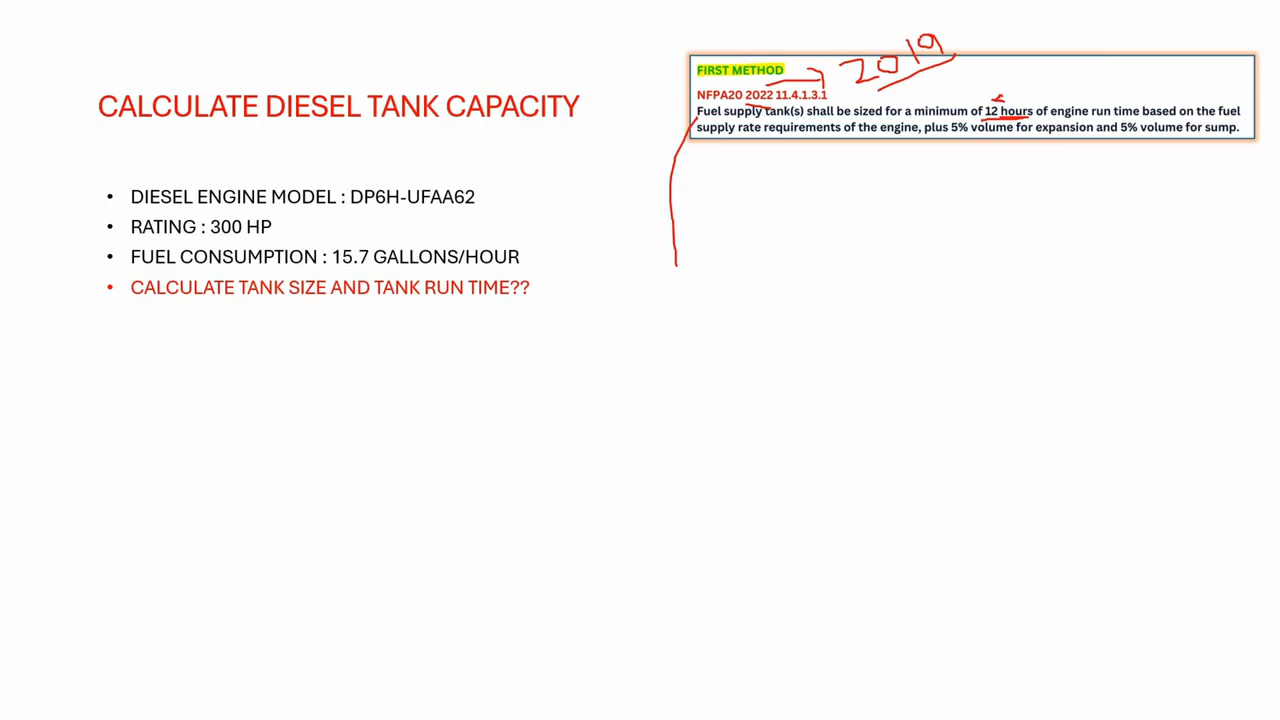 CALCULATE DIESEL TANK CAPACITY
• DIESEL ENGINE MODEL : DP6H-UFAA62
• RATING : 300 HP
• FUEL CONSUMPTION : 15.7 GALLONS/HOUR
• CALCULATE TANK SIZE AND TANK RUN TIME??
2019
FIRST METHOD
NFPA20 2022 11.4.1.3.1
Fuel supply tank(s) shall be sized for a minimum of 12 hours of engine run time based on the fuel
supply rate requirements of the engine, plus 5% volume for expansion and 5% volume for sump.